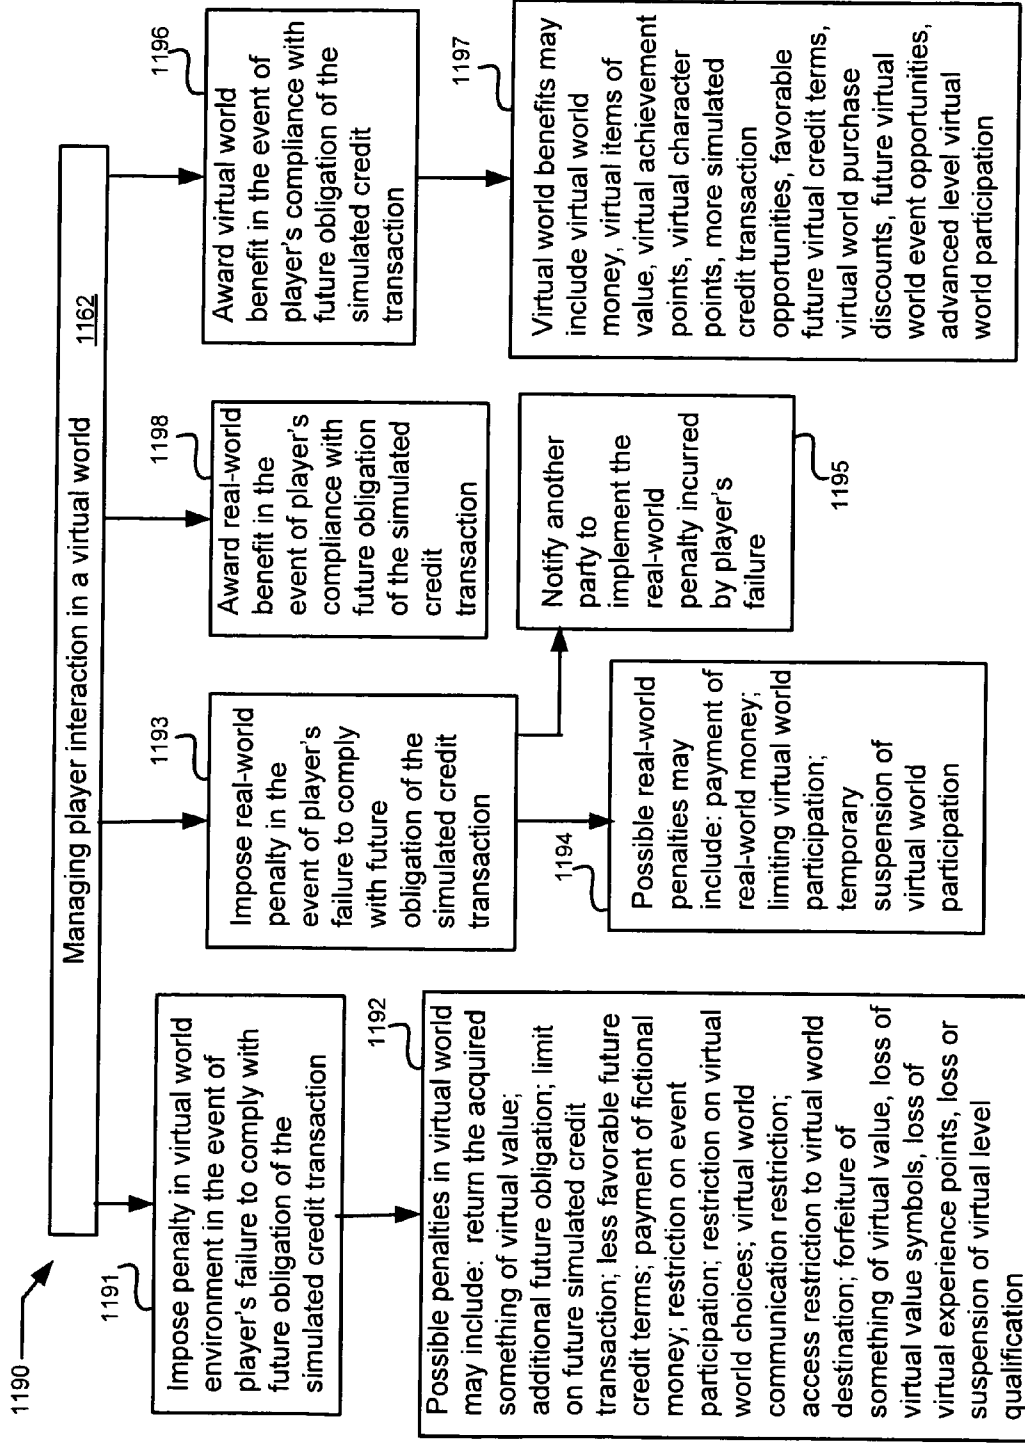 1190
Managing player interaction in a virtual world 1162
1191
Impose penalty in virtual world
environment in the event of
player's failure to comply with
future obligation of the
simulated credit transaction
1192
Possible penalties in virtual world
may include: return the acquired
something of virtual value;
additional future obligation; limit
on future simulated credit
transaction; less favorable future
credit terms; payment of fictional
money; restriction on event
participation; restriction on virtual
world choices; virtual world
communication restriction;
access restriction to virtual world
destination; forfeiture of
something of virtual value, loss of
virtual value symbols, loss of
virtual experience points, loss or
suspension of virtual level
qualification
1193
Impose real-world
penalty in the
event of player's
failure to comply
with future
obligation of the
simulated credit
transaction
1194
Possible real-world
penalties may
include: payment of
real-world money;
limiting virtual world
participation;
temporary
suspension of
virtual world
participation
Notify another
party to
implement the
real-world
penalty incurred
by player's
failure
1195
1198
Award real-world
benefit in the
event of player's
compliance with
future obligation
of the simulated
credit
transaction
1196
Award virtual world
benefit in the event of
player's compliance with
future obligation of the
simulated credit
transaction
1197
Virtual world benefits may
include virtual world
money, virtual items of
value, virtual achievement
points, virtual character
points, more simulated
credit transaction
opportunities, favorable
future virtual credit terms,
virtual world purchase
discounts, future virtual
world event opportunities,
advanced level virtual
world participation